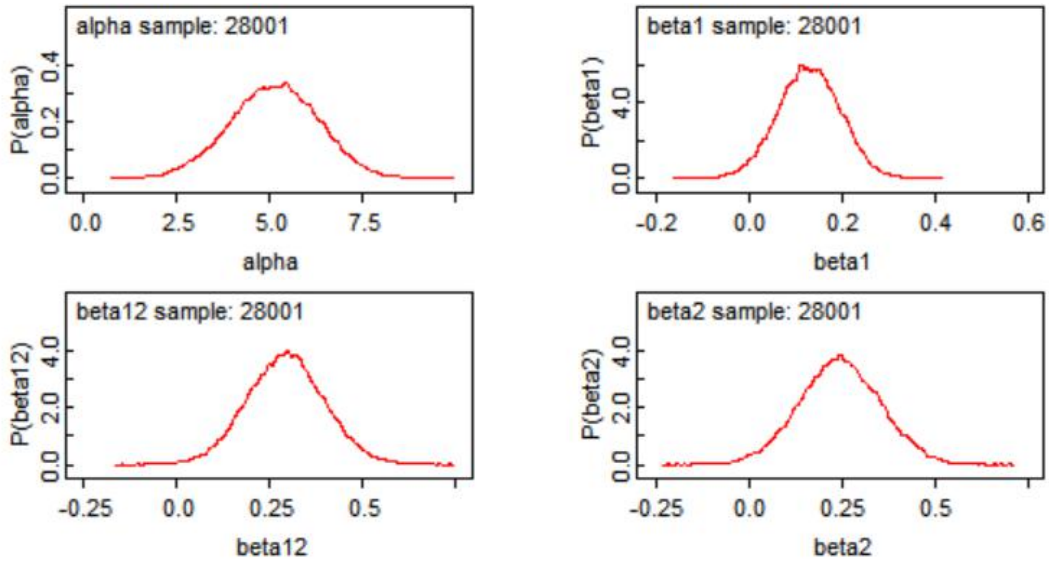 alpha sample: 28001
P(alpha)
0.0 0.2 0.4
0.0 2.5 5.0 7.5
alpha
beta1 sample: 28001
P(beta1)
0.0 4.0
-0.2 0.0 0.2 0.4 0.6
beta1
beta12 sample: 28001
P(beta12)
0.0 2.0 4.0
-0.25 0.0 0.25 0.5
beta12
beta2 sample: 28001
P(beta2)
0.0 2.0 4.0
-0.25 0.0 0.25 0.5
beta2